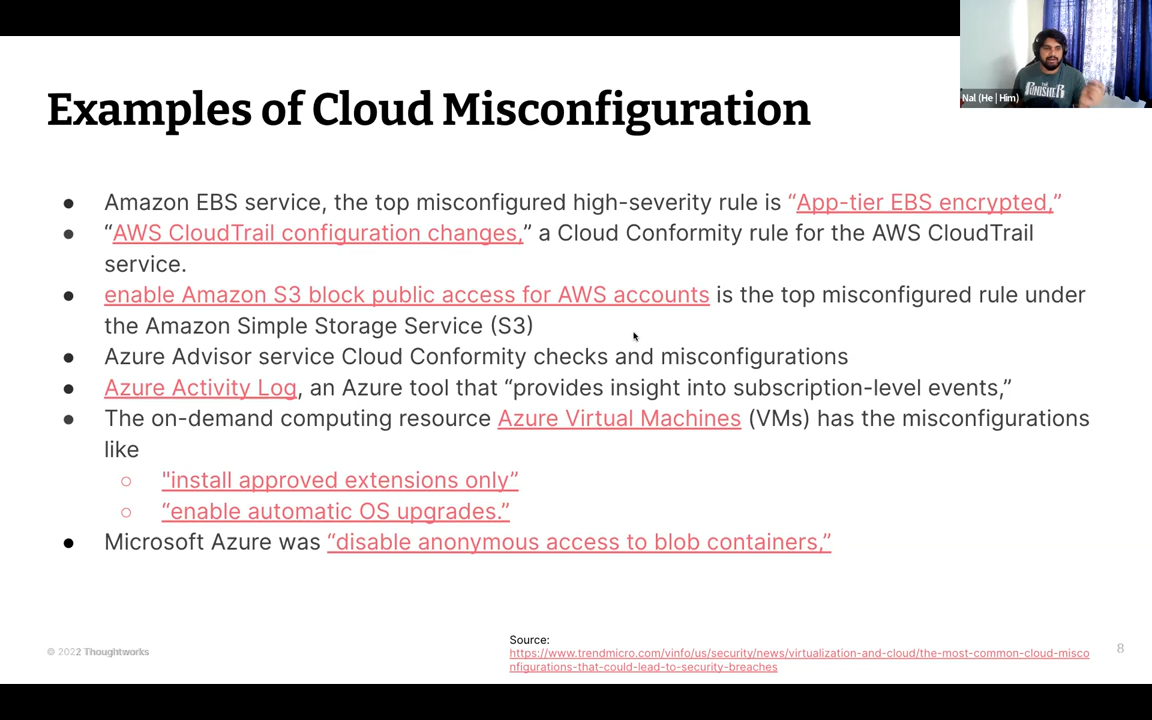 Examples of Cloud Misconfiguration
THE
PUNISHER
Nal (He | Him)
● Amazon EBS service, the top misconfigured high-severity rule is “App-tier EBS encrypted,”
● “AWS CloudTrail configuration changes,” a Cloud Conformity rule for the AWS CloudTrail
service.
● enable Amazon S3 block public access for AWS accounts is the top misconfigured rule under
the Amazon Simple Storage Service (S3)
● Azure Advisor service Cloud Conformity checks and misconfigurations
● Azure Activity Log, an Azure tool that “provides insight into subscription-level events,”
● The on-demand computing resource Azure Virtual Machines (VMs) has the misconfigurations
like
○ "install approved extensions only”
○ “enable automatic OS upgrades.”
● Microsoft Azure was “disable anonymous access to blob containers,”
© 2022 Thoughtworks
Source:
https://www.trendmicro.com/vinfo/us/security/news/virtualization-and-cloud/the-most-common-cloud-misco
nfigurations-that-could-lead-to-security-breaches
8